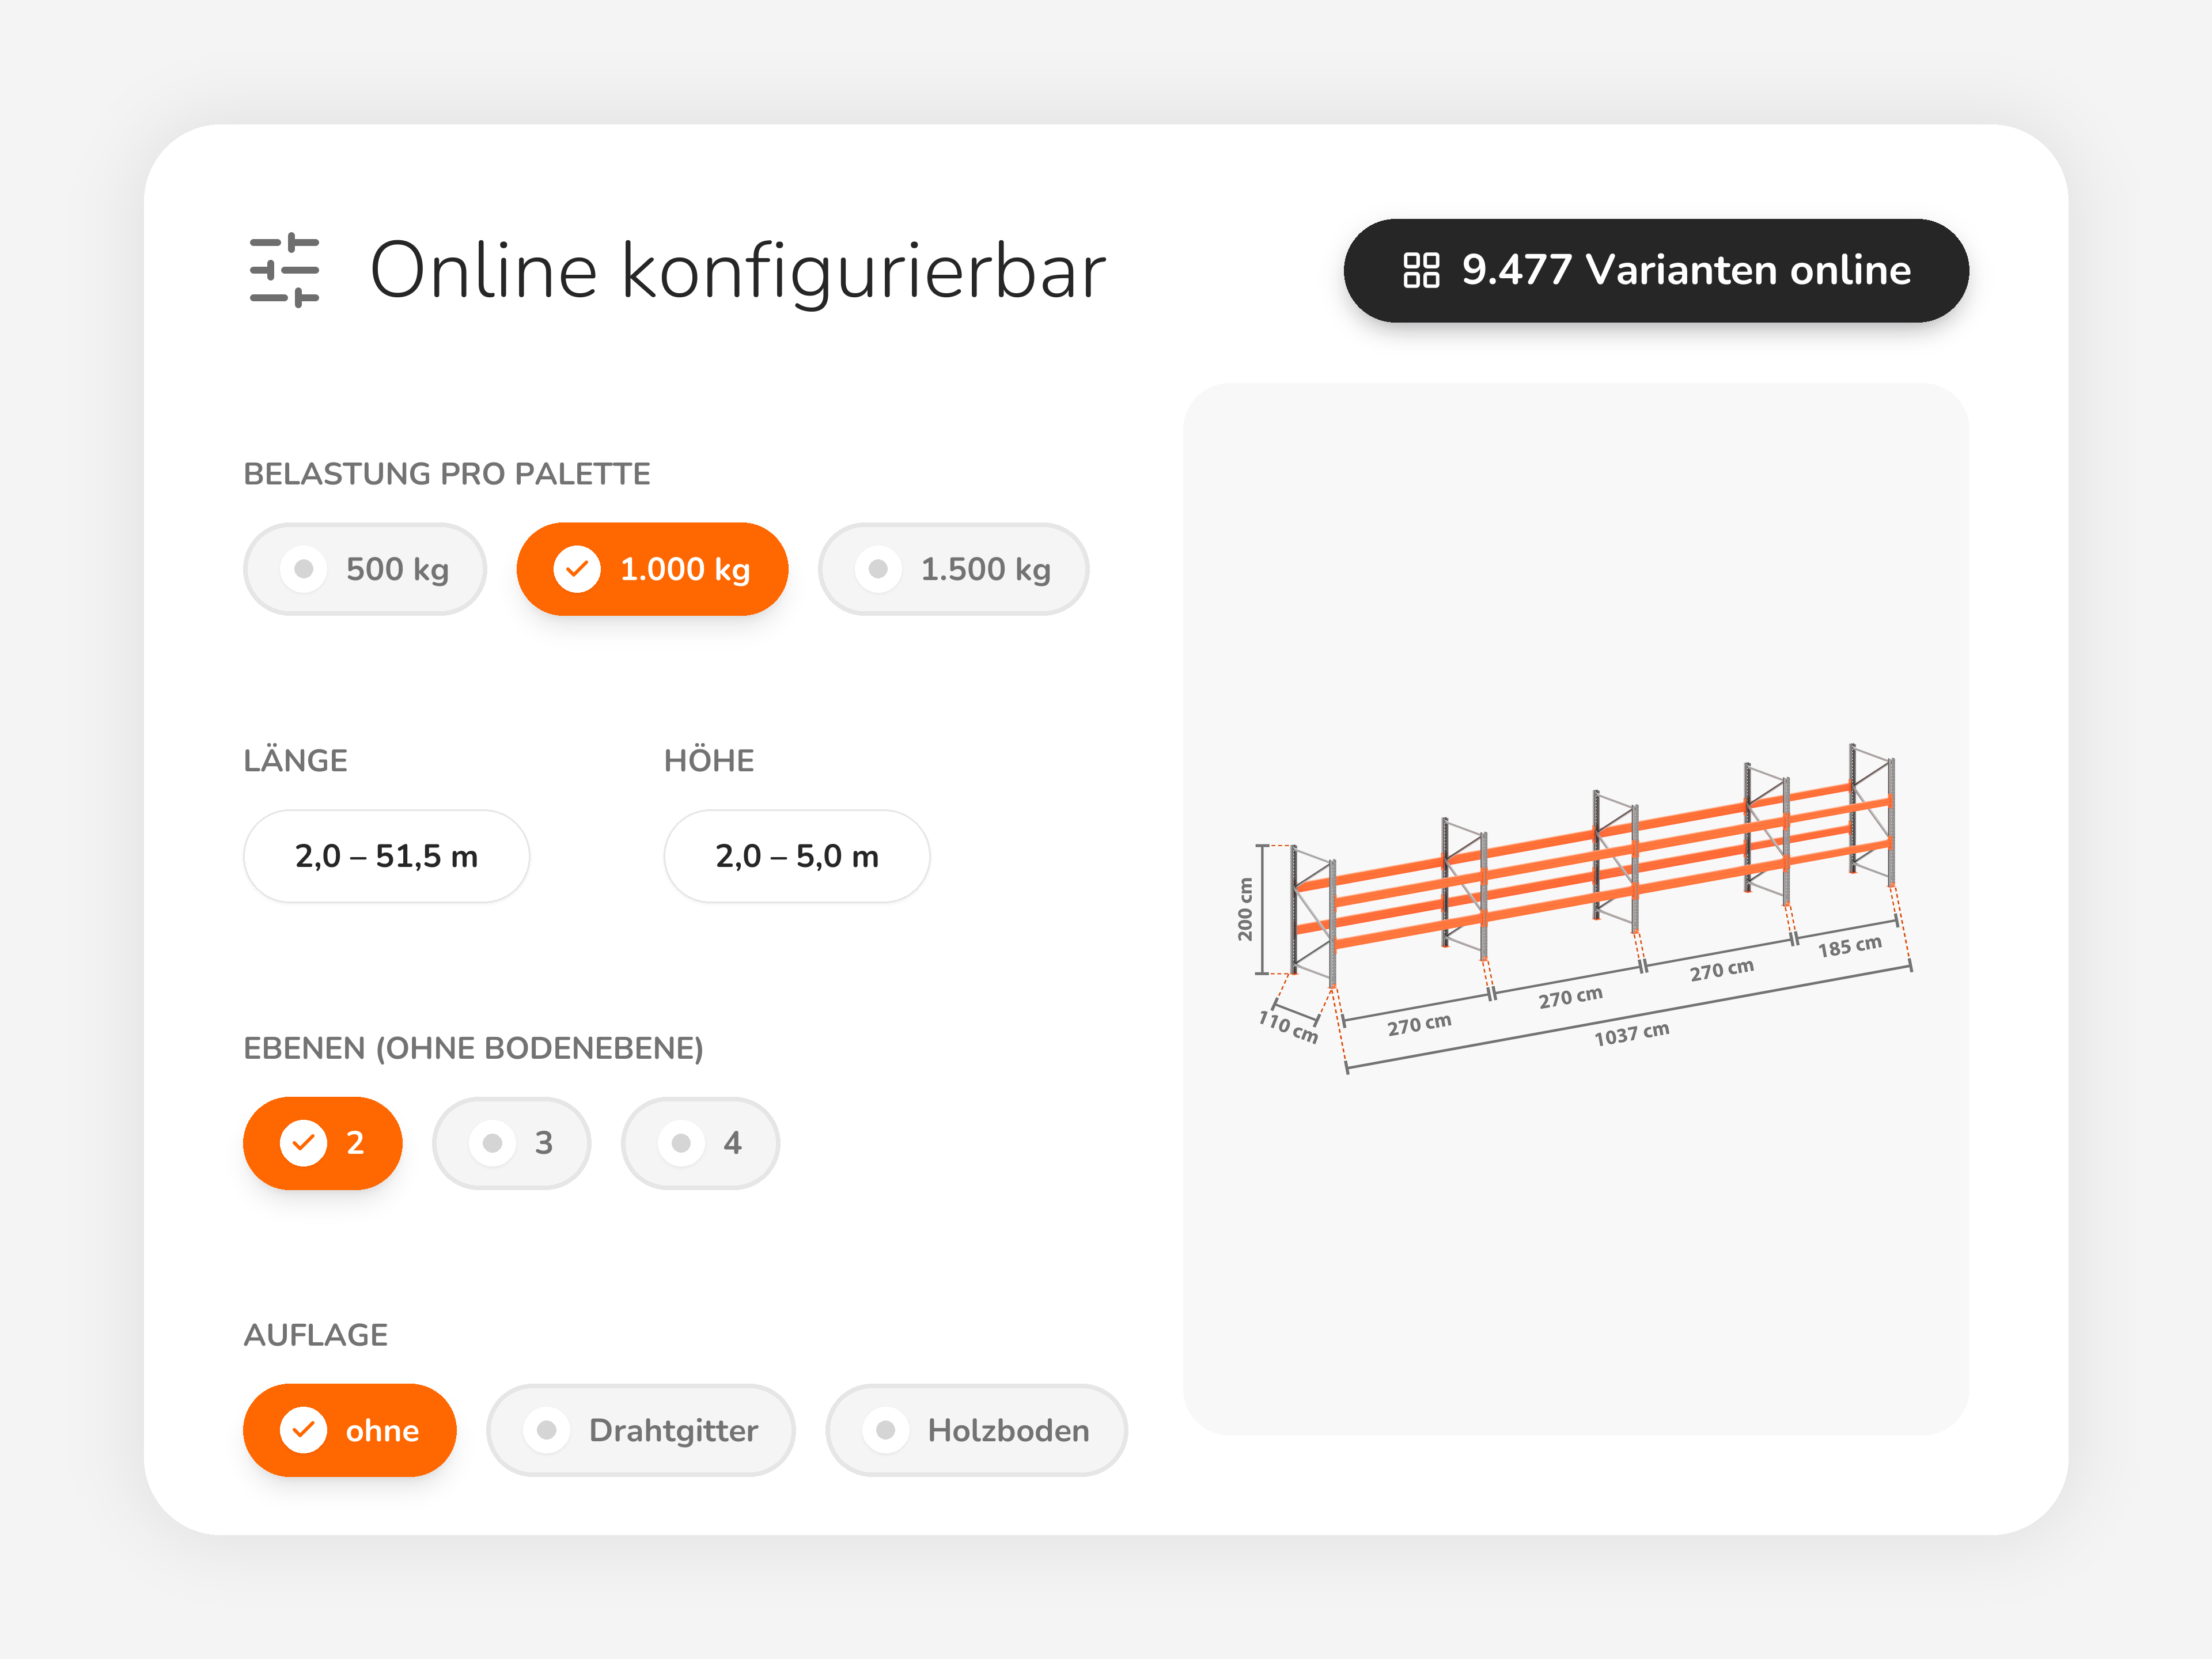 Online konfigurierbar
9.477 Varianten online
BELASTUNG PRO PALETTE
500 kg
1.000 kg
1.500 kg
LÄNGE
HÖHE
2,0 – 51,5 m
2,0 – 5,0 m
EBENEN (OHNE BODENEBENE)
2
3
4
AUFLAGE
ohne
Drahtgitter
Holzboden
200 cm
110 cm
270 cm
270 cm
270 cm
185 cm
1037 cm